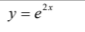 y = e^{2x}